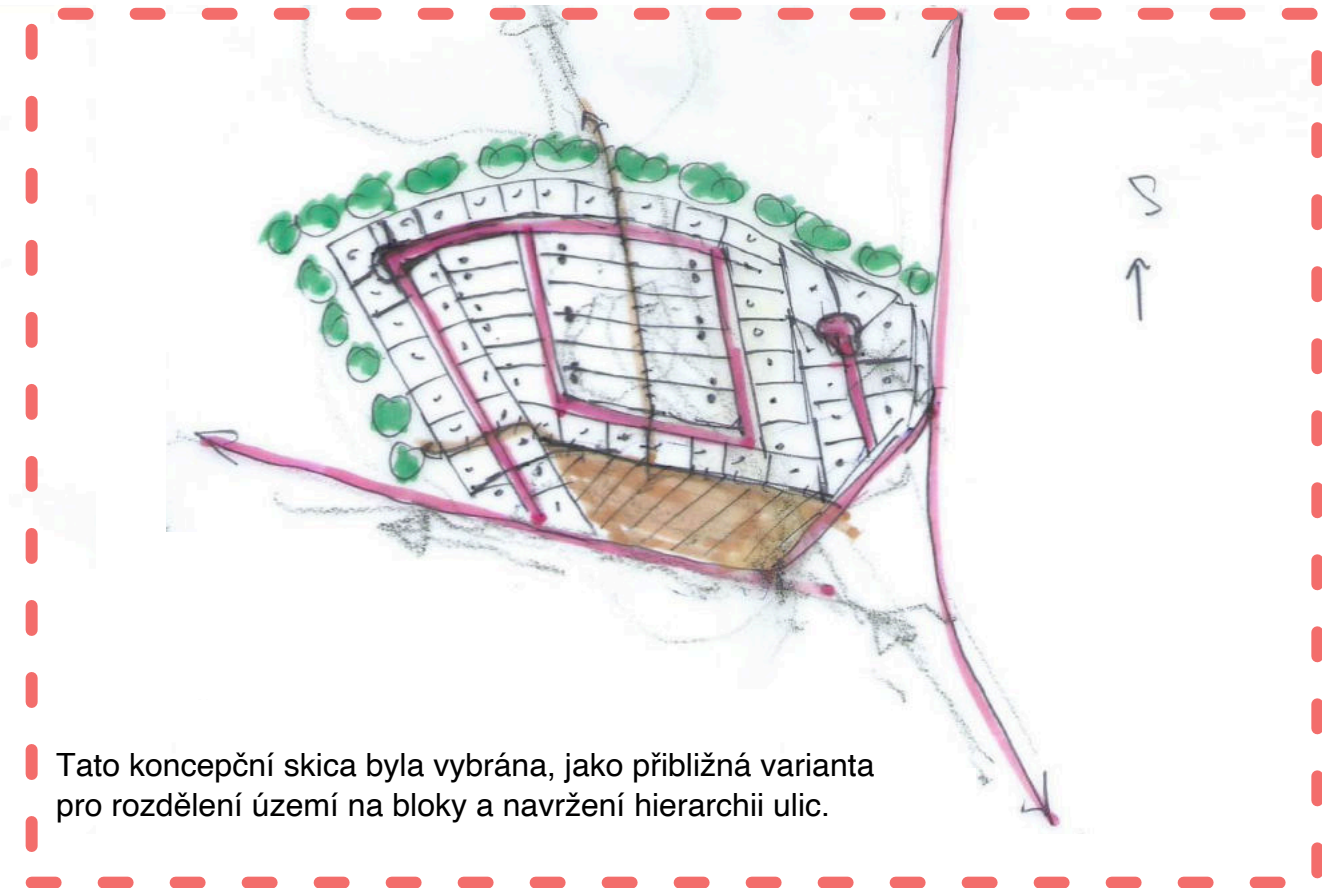 S
Tato koncepční skica byla vybrána, jako přibližná varianta
pro rozdělení území na bloky a navržení hierarchii ulic.